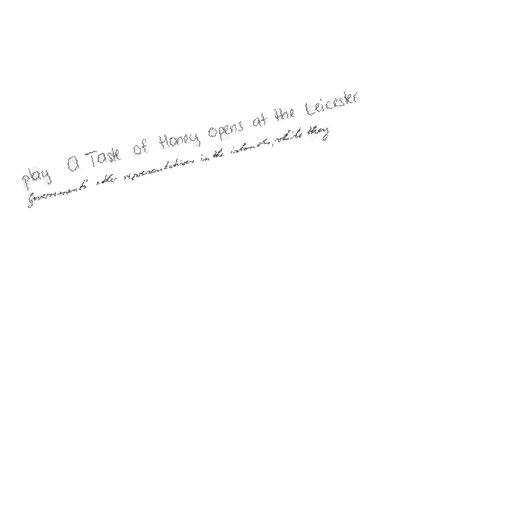 play A Taste of Honey opens at the Leicester
Governments' other representatives in the islands, while they